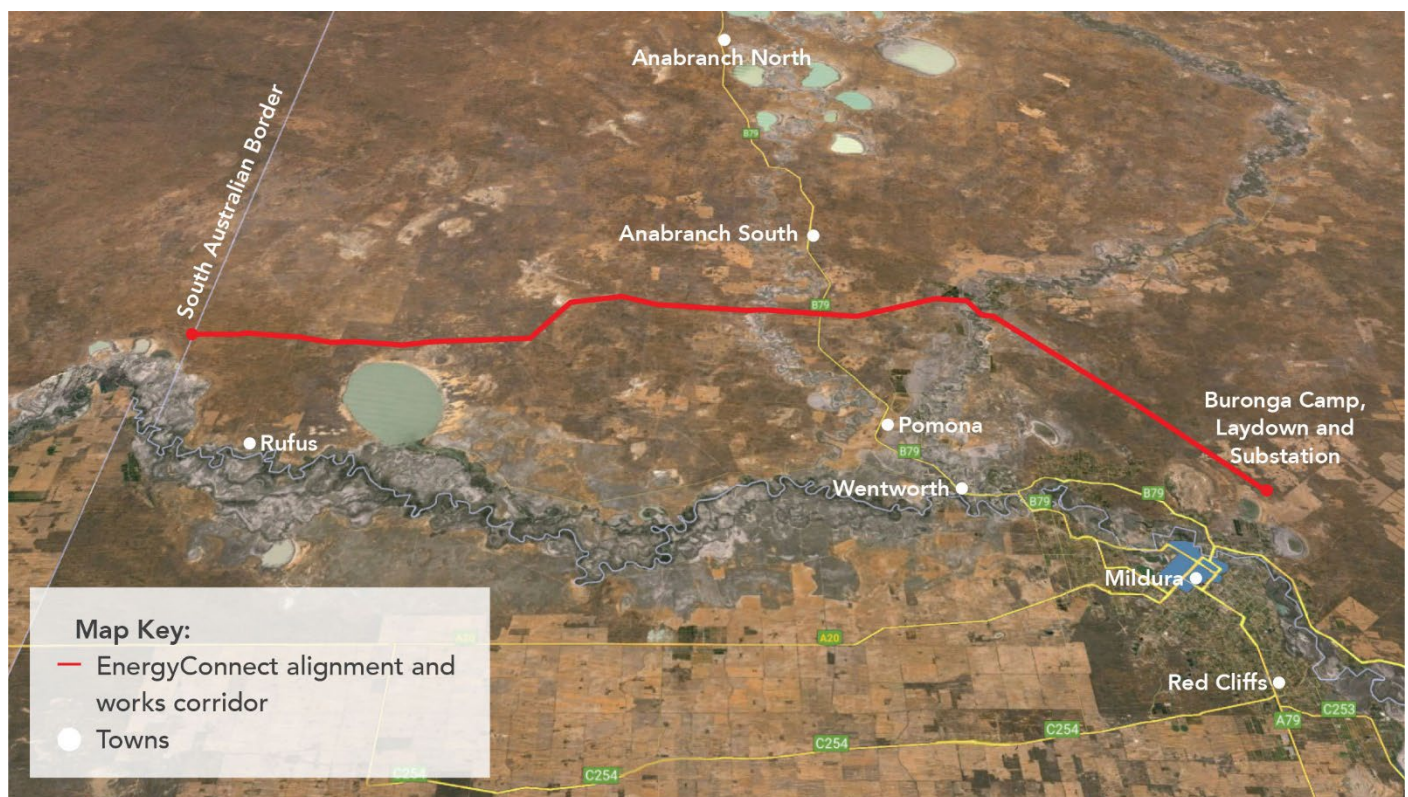 Anabranch North
B79
South Australian Border
Anabranch South
B79
Buronga Camp,
Laydown and
Substation
Pomona
Rufus
B79
Wentworth
B79
B79
Mildura
Map Key:
EnergyConnect alignment and
works corridor
Towns
A20
A20
Red Cliffs
C253
A79
C254
C254
C254
C254